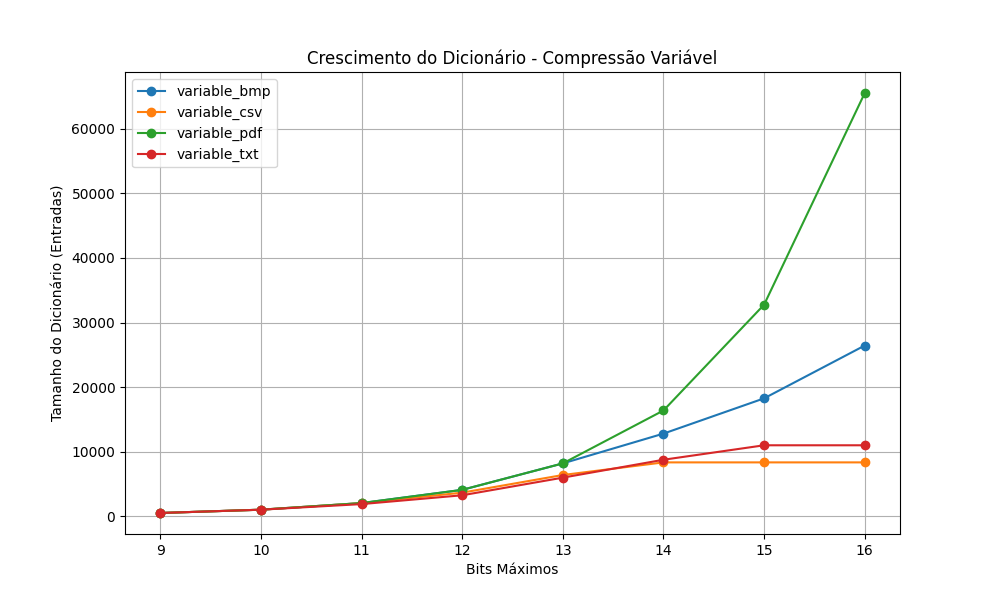 Crescimento do Dicionário - Compressão Variável
variable_bmp
variable_csv
variable_pdf
variable_txt
Tamanho do Dicionário (Entradas)
60000
50000
40000
30000
20000
10000
0
9 10 11 12 13 14 15 16
Bits Máximos